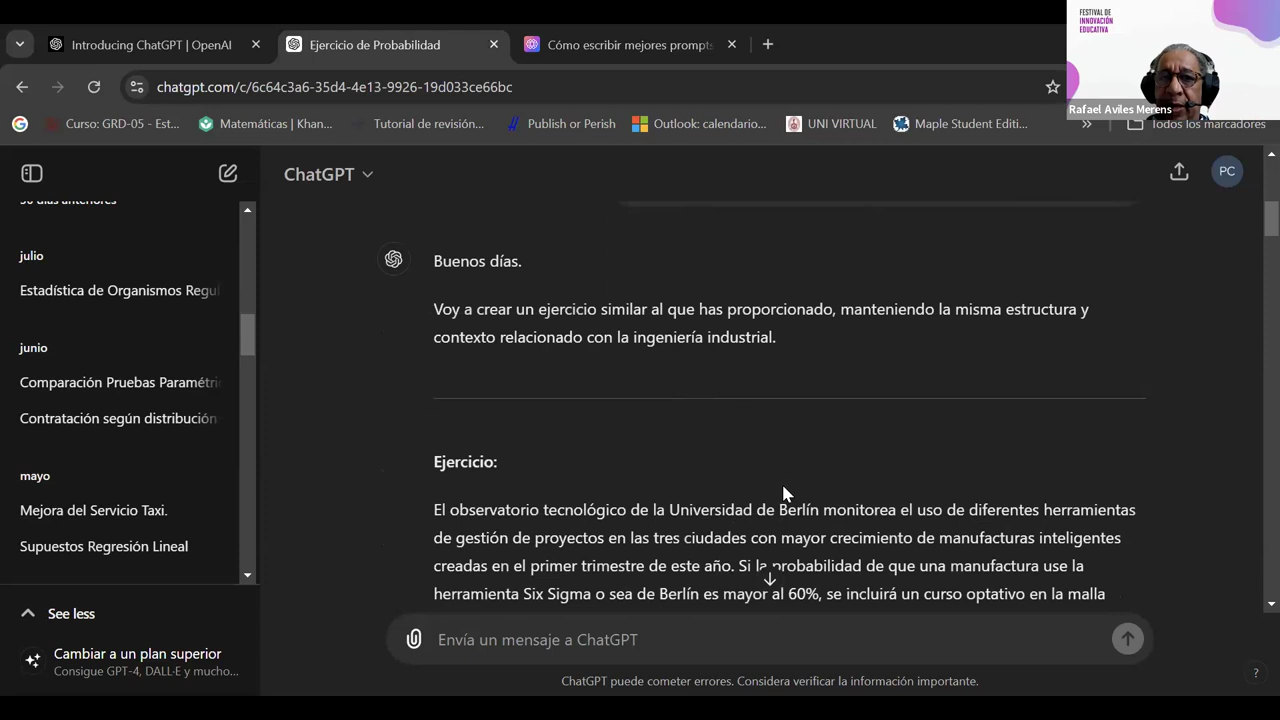 Introducing ChatGPT | OpenAI
Ejercicio de Probabilidad
Cómo escribir mejores prompts
FESTIVAL DE
INNOVACIÓN
EDUCATIVA
Rafael Aviles Merens
chatgpt.com/c/6c64c3a6-35d4-4e13-9926-19d033ce66bc
Curso: GRD-05 - Est...
Matemáticas | Khan...
Tutorial de revisión...
Publish or Perish
Outlook: calendario...
UNI VIRTUAL
Maple Student Editi...
Todos los marcadores
ChatGPT
PC
30 días anteriores
julio
Estadística de Organismos Regu
junio
Comparación Pruebas Paramétri
Contratación según distribución
mayo
Mejora del Servicio Taxi.
Supuestos Regresión Lineal
See less
Cambiar a un plan superior
Consigue GPT-4, DALL·E y mucho...
Buenos días.
Voy a crear un ejercicio similar al que has proporcionado, manteniendo la misma estructura y
contexto relacionado con la ingeniería industrial.
Ejercicio:
El observatorio tecnológico de la Universidad de Berlín monitorea el uso de diferentes herramientas
de gestión de proyectos en las tres ciudades con mayor crecimiento de manufacturas inteligentes
creadas en el primer trimestre de este año. Si la probabilidad de que una manufactura use la
herramienta Six Sigma o sea de Berlín es mayor al 60%, se incluirá un curso optativo en la malla
Envía un mensaje a ChatGPT
ChatGPT puede cometer errores. Considera verificar la información importante.
?